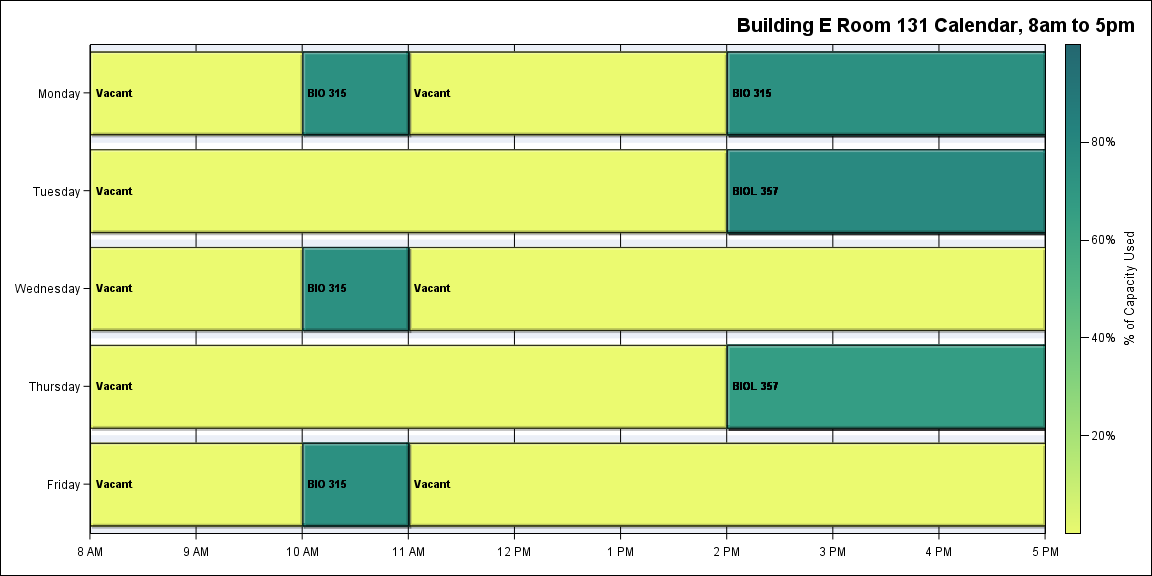 Building E Room 131 Calendar, 8am to 5pm
Monday
Vacant
BIO 315
Vacant
BIO 315
Tuesday
Vacant
BIOL 357
Wednesday
Vacant
BIO 315
Vacant
Thursday
Vacant
BIOL 357
Friday
Vacant
BIO 315
Vacant
8 AM 9 AM 10 AM 11 AM 12 PM 1 PM 2 PM 3 PM 4 PM 5 PM
80%
60%
40%
20%
% of Capacity Used